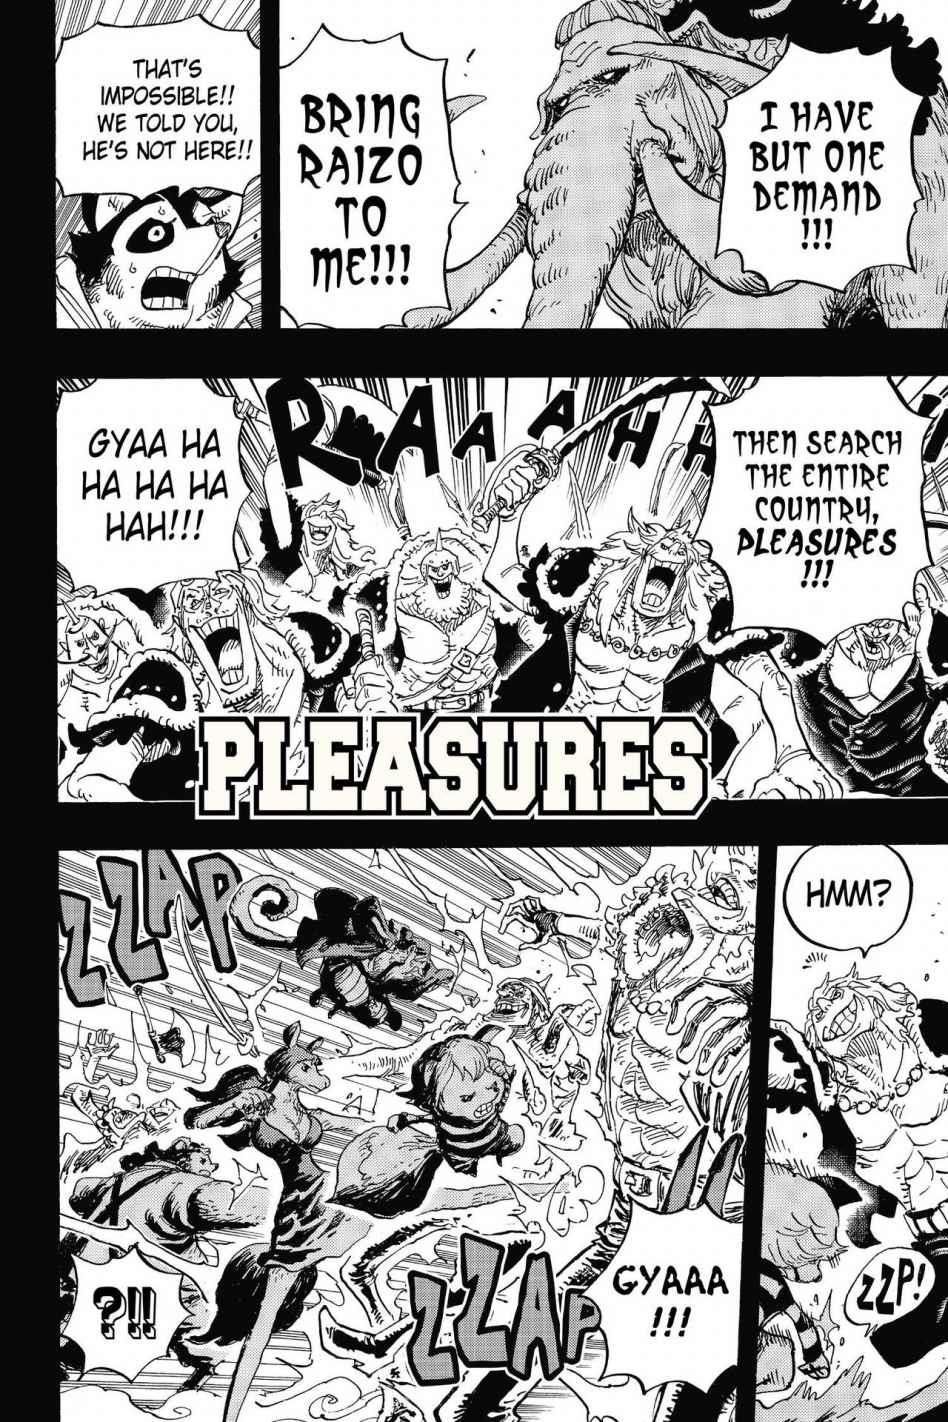 I HAVE
BUT ONE
DEMAND
!!!
BRING
RAIZO
TO
ME!!!
THAT'S
IMPOSSIBLE!!
WE TOLD YOU,
HE'S NOT HERE!!
THEN SEARCH
THE ENTIRE
COUNTRY,
PLEASURES
!!!
RAAAAHH
GYAA HA
HA HA HA
HAH!!!
PLEASURES
HMM?
ZZP!
ZZAP
GYAAA
!!!
ZZAP
?!!